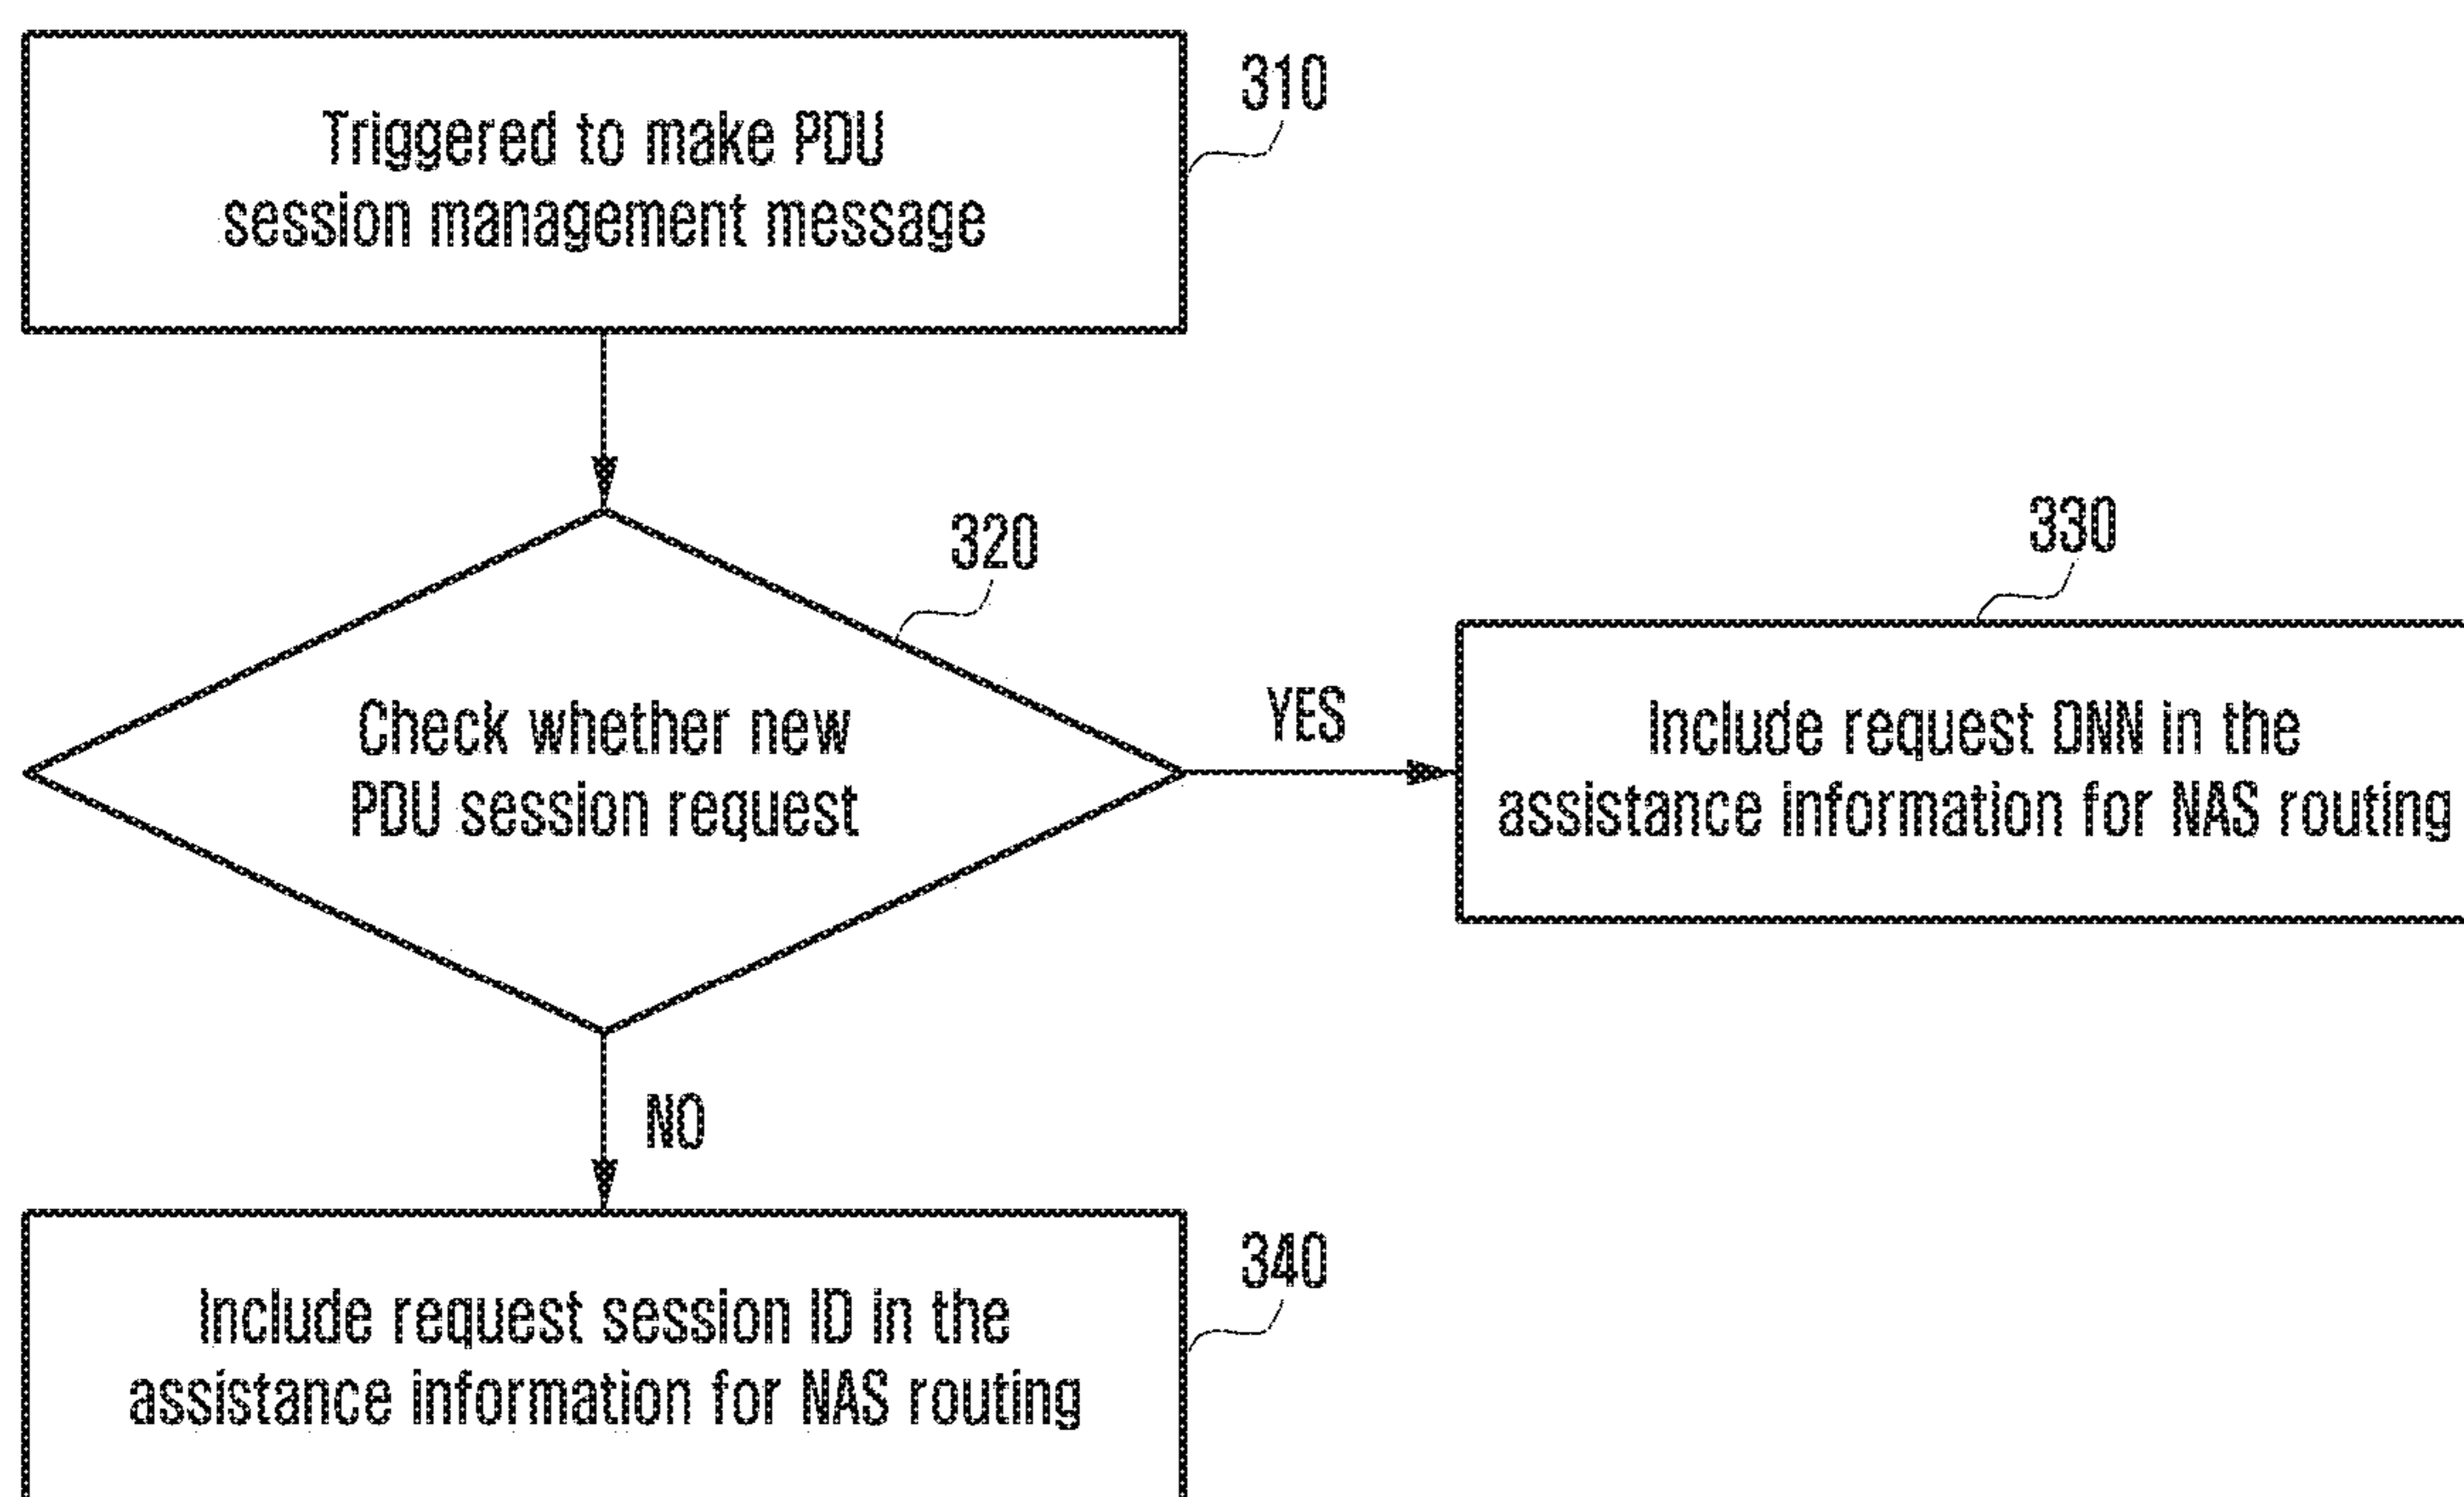 310
Triggered to make PDU
session management message
320
330
Check whether new
PDU session request
YES
Include request DNN in the
assistance information for NAS routing
NO
340
Include request session ID in the
assistance information for NAS routing